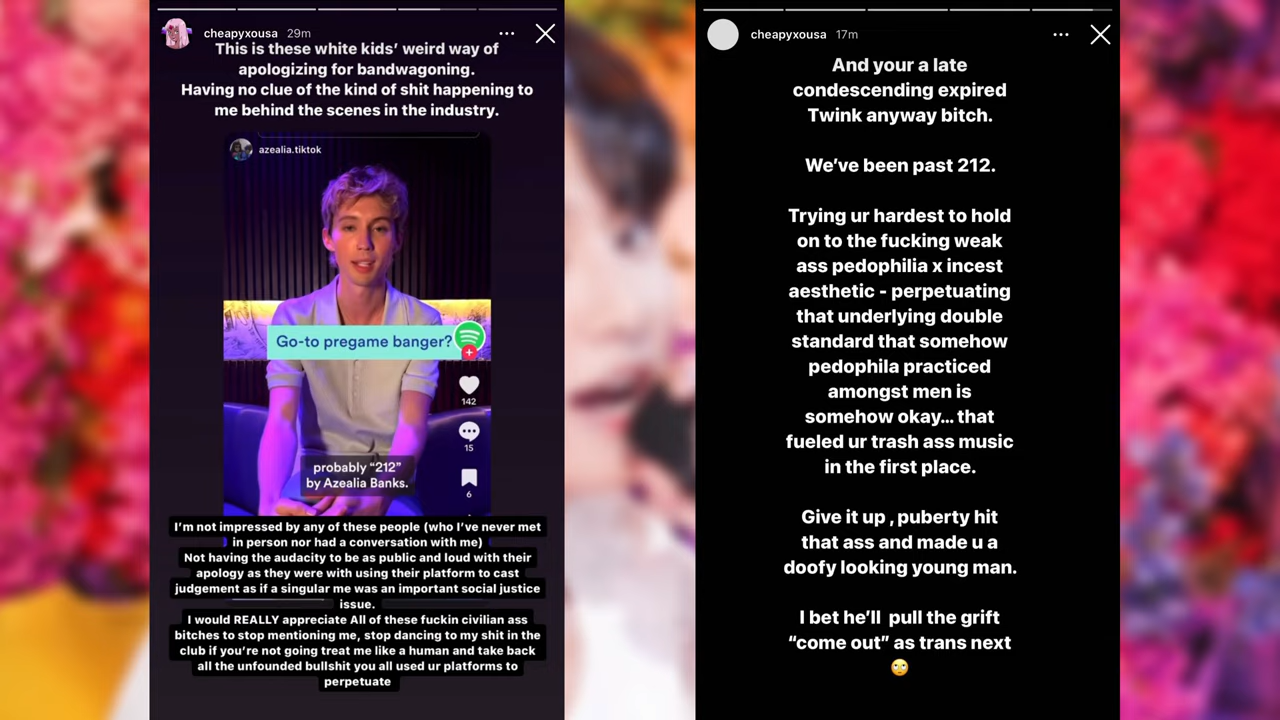 cheapyxousa 29m
This is these white kids’ weird way of
apologizing for bandwagoning.
Having no clue of the kind of shit happening to
me behind the scenes in the industry.
azealia.tiktok
Go-to pregame banger?
142
15
6
probably “212”
by Azealia Banks.
I’m not impressed by any of these people (who I’ve never met
in person nor had a conversation with me)
Not having the audacity to be as public and loud with their
apology as they were with using their platform to cast
judgement as if a singular me was an important social justice
issue.
I would REALLY appreciate All of these fuckin civilian ass
bitches to stop mentioning me, stop dancing to my shit in the
club if you’re not going treat me like a human and take back
all the unfounded bullshit you all used ur platforms to
perpetuate
cheapyxousa 17m
And your a late
condescending expired
Twink anyway bitch.
We’ve been past 212.
Trying ur hardest to hold
on to the fucking weak
ass pedophilia x incest
aesthetic - perpetuating
that underlying double
standard that somehow
pedophila practiced
amongst men is
somehow okay... that
fueled ur trash ass music
in the first place.
Give it up , puberty hit
that ass and made u a
doofy looking young man.
I bet he’ll  pull the grift
“come out” as trans next
🙄